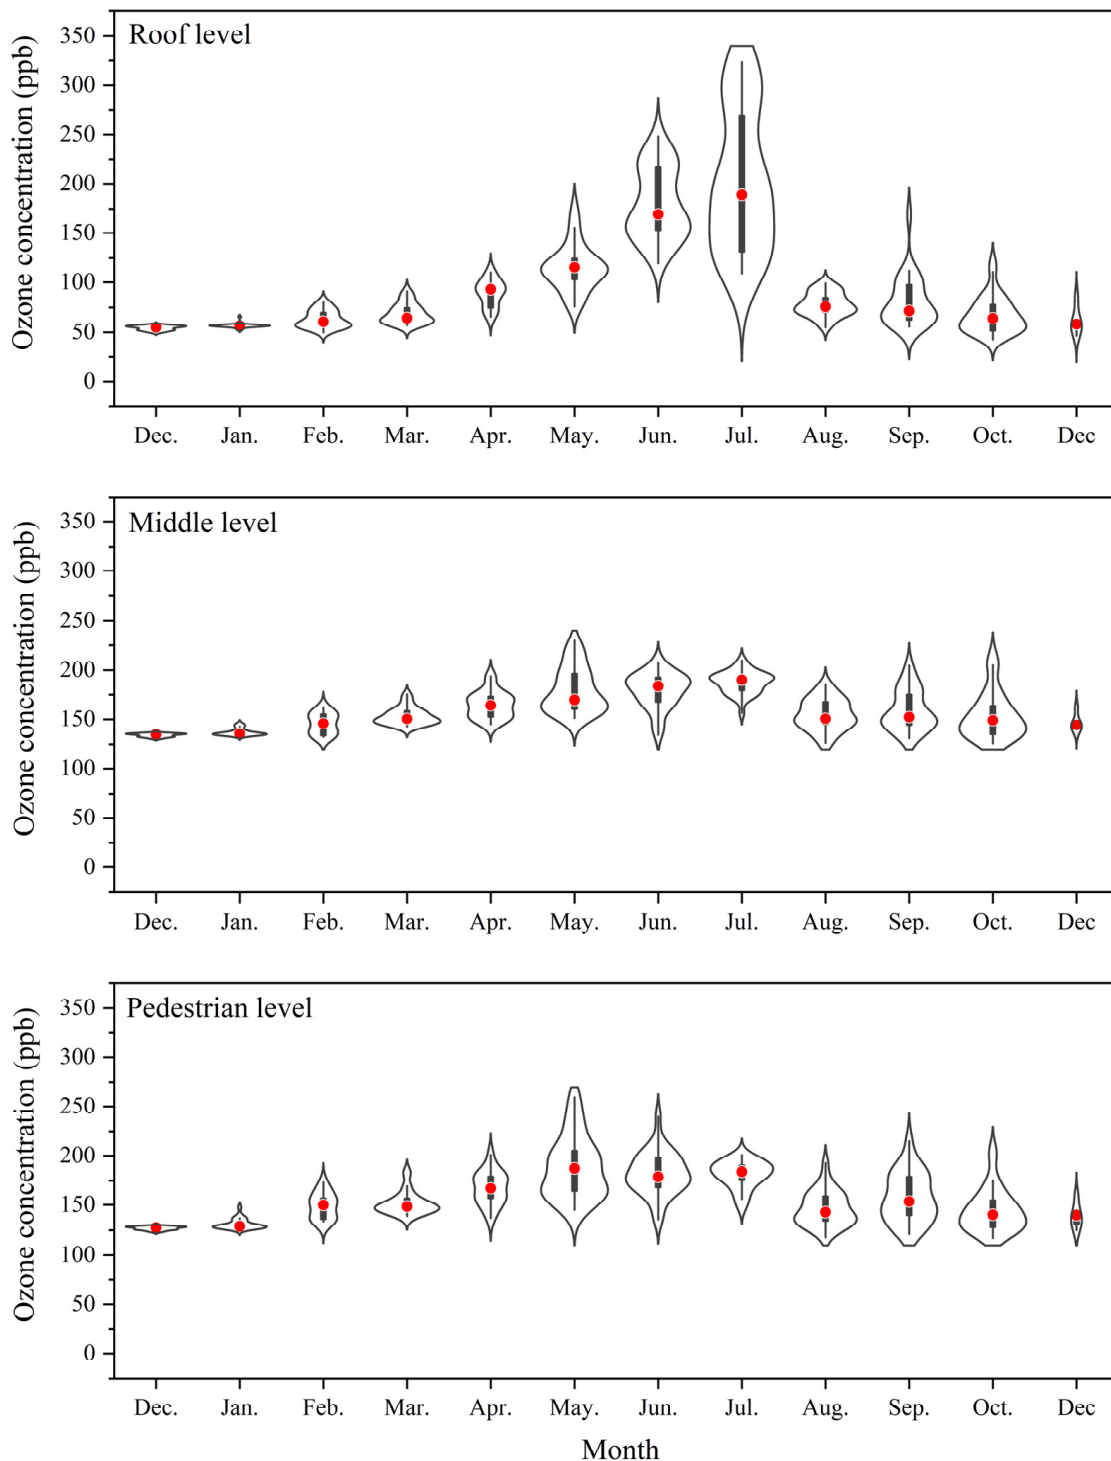 Roof level
Ozone concentration (ppb)
350
300
250
200
150
100
50
0
Dec. Jan. Feb. Mar. Apr. May. Jun. Jul. Aug. Sep. Oct. Dec
Middle level
Ozone concentration (ppb)
350
300
250
200
150
100
50
0
Dec. Jan. Feb. Mar. Apr. May. Jun. Jul. Aug. Sep. Oct. Dec
Pedestrian level
Ozone concentration (ppb)
350
300
250
200
150
100
50
0
Dec. Jan. Feb. Mar. Apr. May. Jun. Jul. Aug. Sep. Oct. Dec
Month